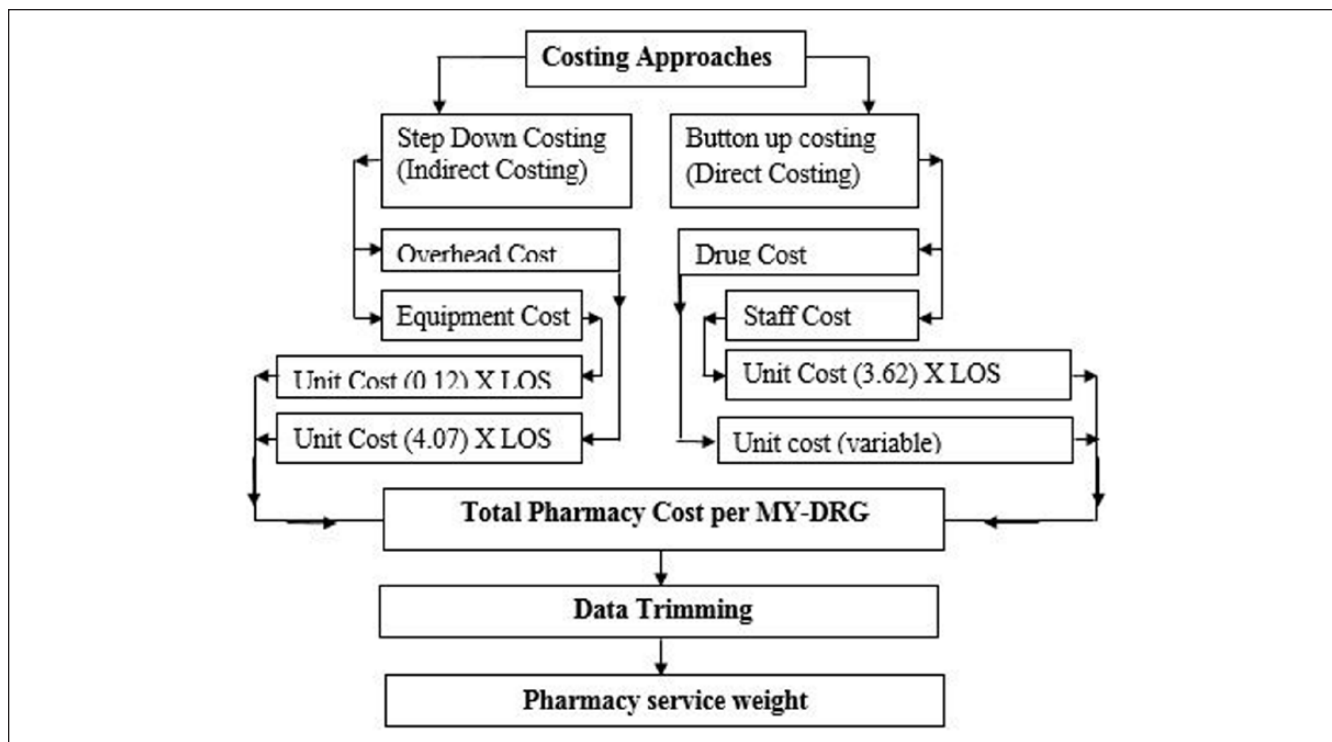 Costing Approaches
Step Down Costing
(Indirect Costing)
Button up costing
(Direct Costing)
Overhead Cost
Drug Cost
Equipment Cost
Staff Cost
Unit Cost (0.12) X LOS
Unit Cost (3.62) X LOS
Unit Cost (4.07) X LOS
Unit cost (variable)
Total Pharmacy Cost per MY-DRG
Data Trimming
Pharmacy service weight